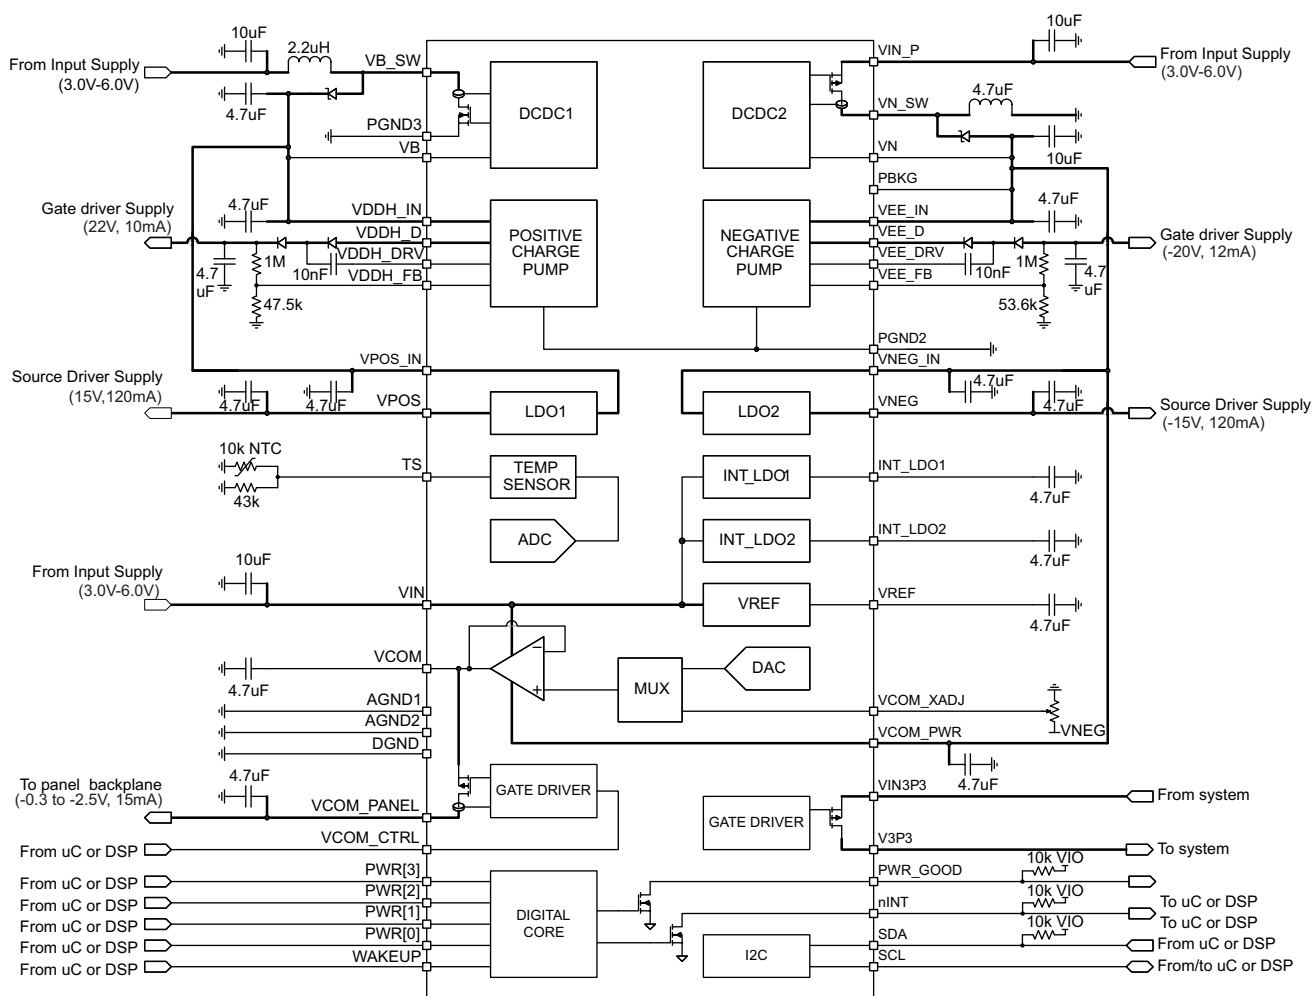 10uF
10uF
2.2uH
VB_SW
VIN_P
From Input Supply
(3.0V-6.0V)
From Input Supply
(3.0V-6.0V)
4.7uF
DCDC1
DCDC2
4.7uF
VN_SW
PGND3
VB
VN
10uF
PBKG
Gate driver Supply
(22V, 10mA)
4.7uF
VDDH_IN
VEE_IN
4.7uF
VDDH_D
VEE_D
Gate driver Supply
(-20V, 12mA)
POSITIVE
CHARGE
PUMP
NEGATIVE
CHARGE
PUMP
VDDH_DRV
VEE_DRV
4.7
uF
1M
10nF
10nF
1M
4.7
uF
VDDH_FB
VEE_FB
47.5k
53.6k
PGND2
VPOS_IN
VNEG_IN
Source Driver Supply
(15V,120mA)
4.7uF
4.7uF
VPOS
LDO1
LDO2
VNEG
4.7uF
4.7uF
Source Driver Supply
(-15V, 120mA)
10k NTC
43k
TS
TEMP
SENSOR
INT_LDO1
INT_LDO1
4.7uF
ADC
INT_LDO2
INT_LDO2
4.7uF
From Input Supply
(3.0V-6.0V)
10uF
VIN
VREF
VREF
4.7uF
VCOM
4.7uF
−
+
MUX
DAC
AGND1
AGND2
DGND
VCOM_XADJ
VNEG
VCOM_PWR
4.7uF
To panel backplane
(-0.3 to -2.5V, 15mA)
4.7uF
VCOM_PANEL
GATE DRIVER
GATE DRIVER
VIN3P3
From system
VCOM_CTRL
V3P3
To system
From uC or DSP
PWR[3]
PWR_GOOD
10k VIO
From uC or DSP
PWR[2]
nINT
10k VIO
To uC or DSP
From uC or DSP
PWR[1]
DIGITAL
CORE
To uC or DSP
From uC or DSP
PWR[0]
SDA
10k VIO
From uC or DSP
From uC or DSP
WAKEUP
I2C
SCL
From/to uC or DSP
From uC or DSP